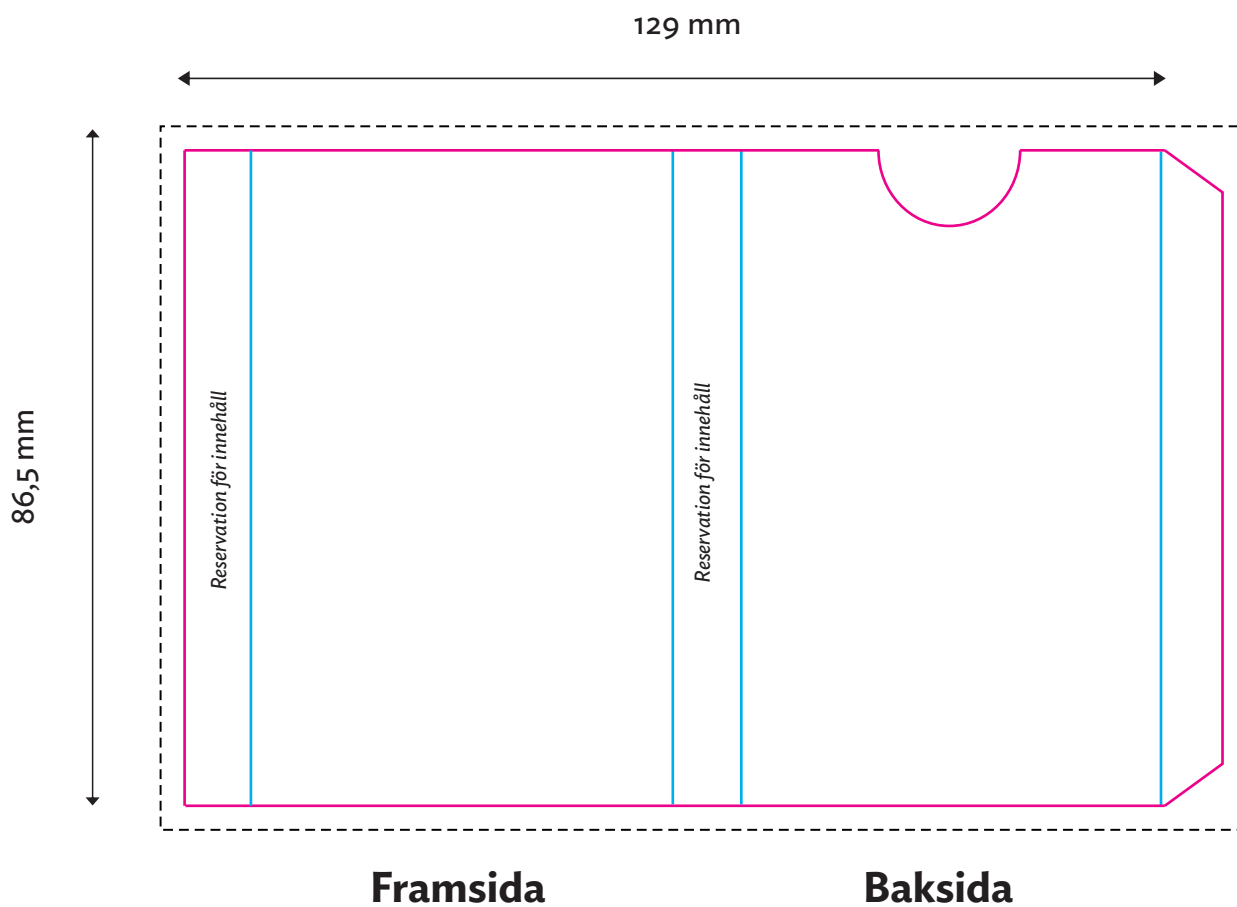 129 mm
86,5 mm
Reservation för innehåll
Reservation för innehåll
Framsida
Baksida